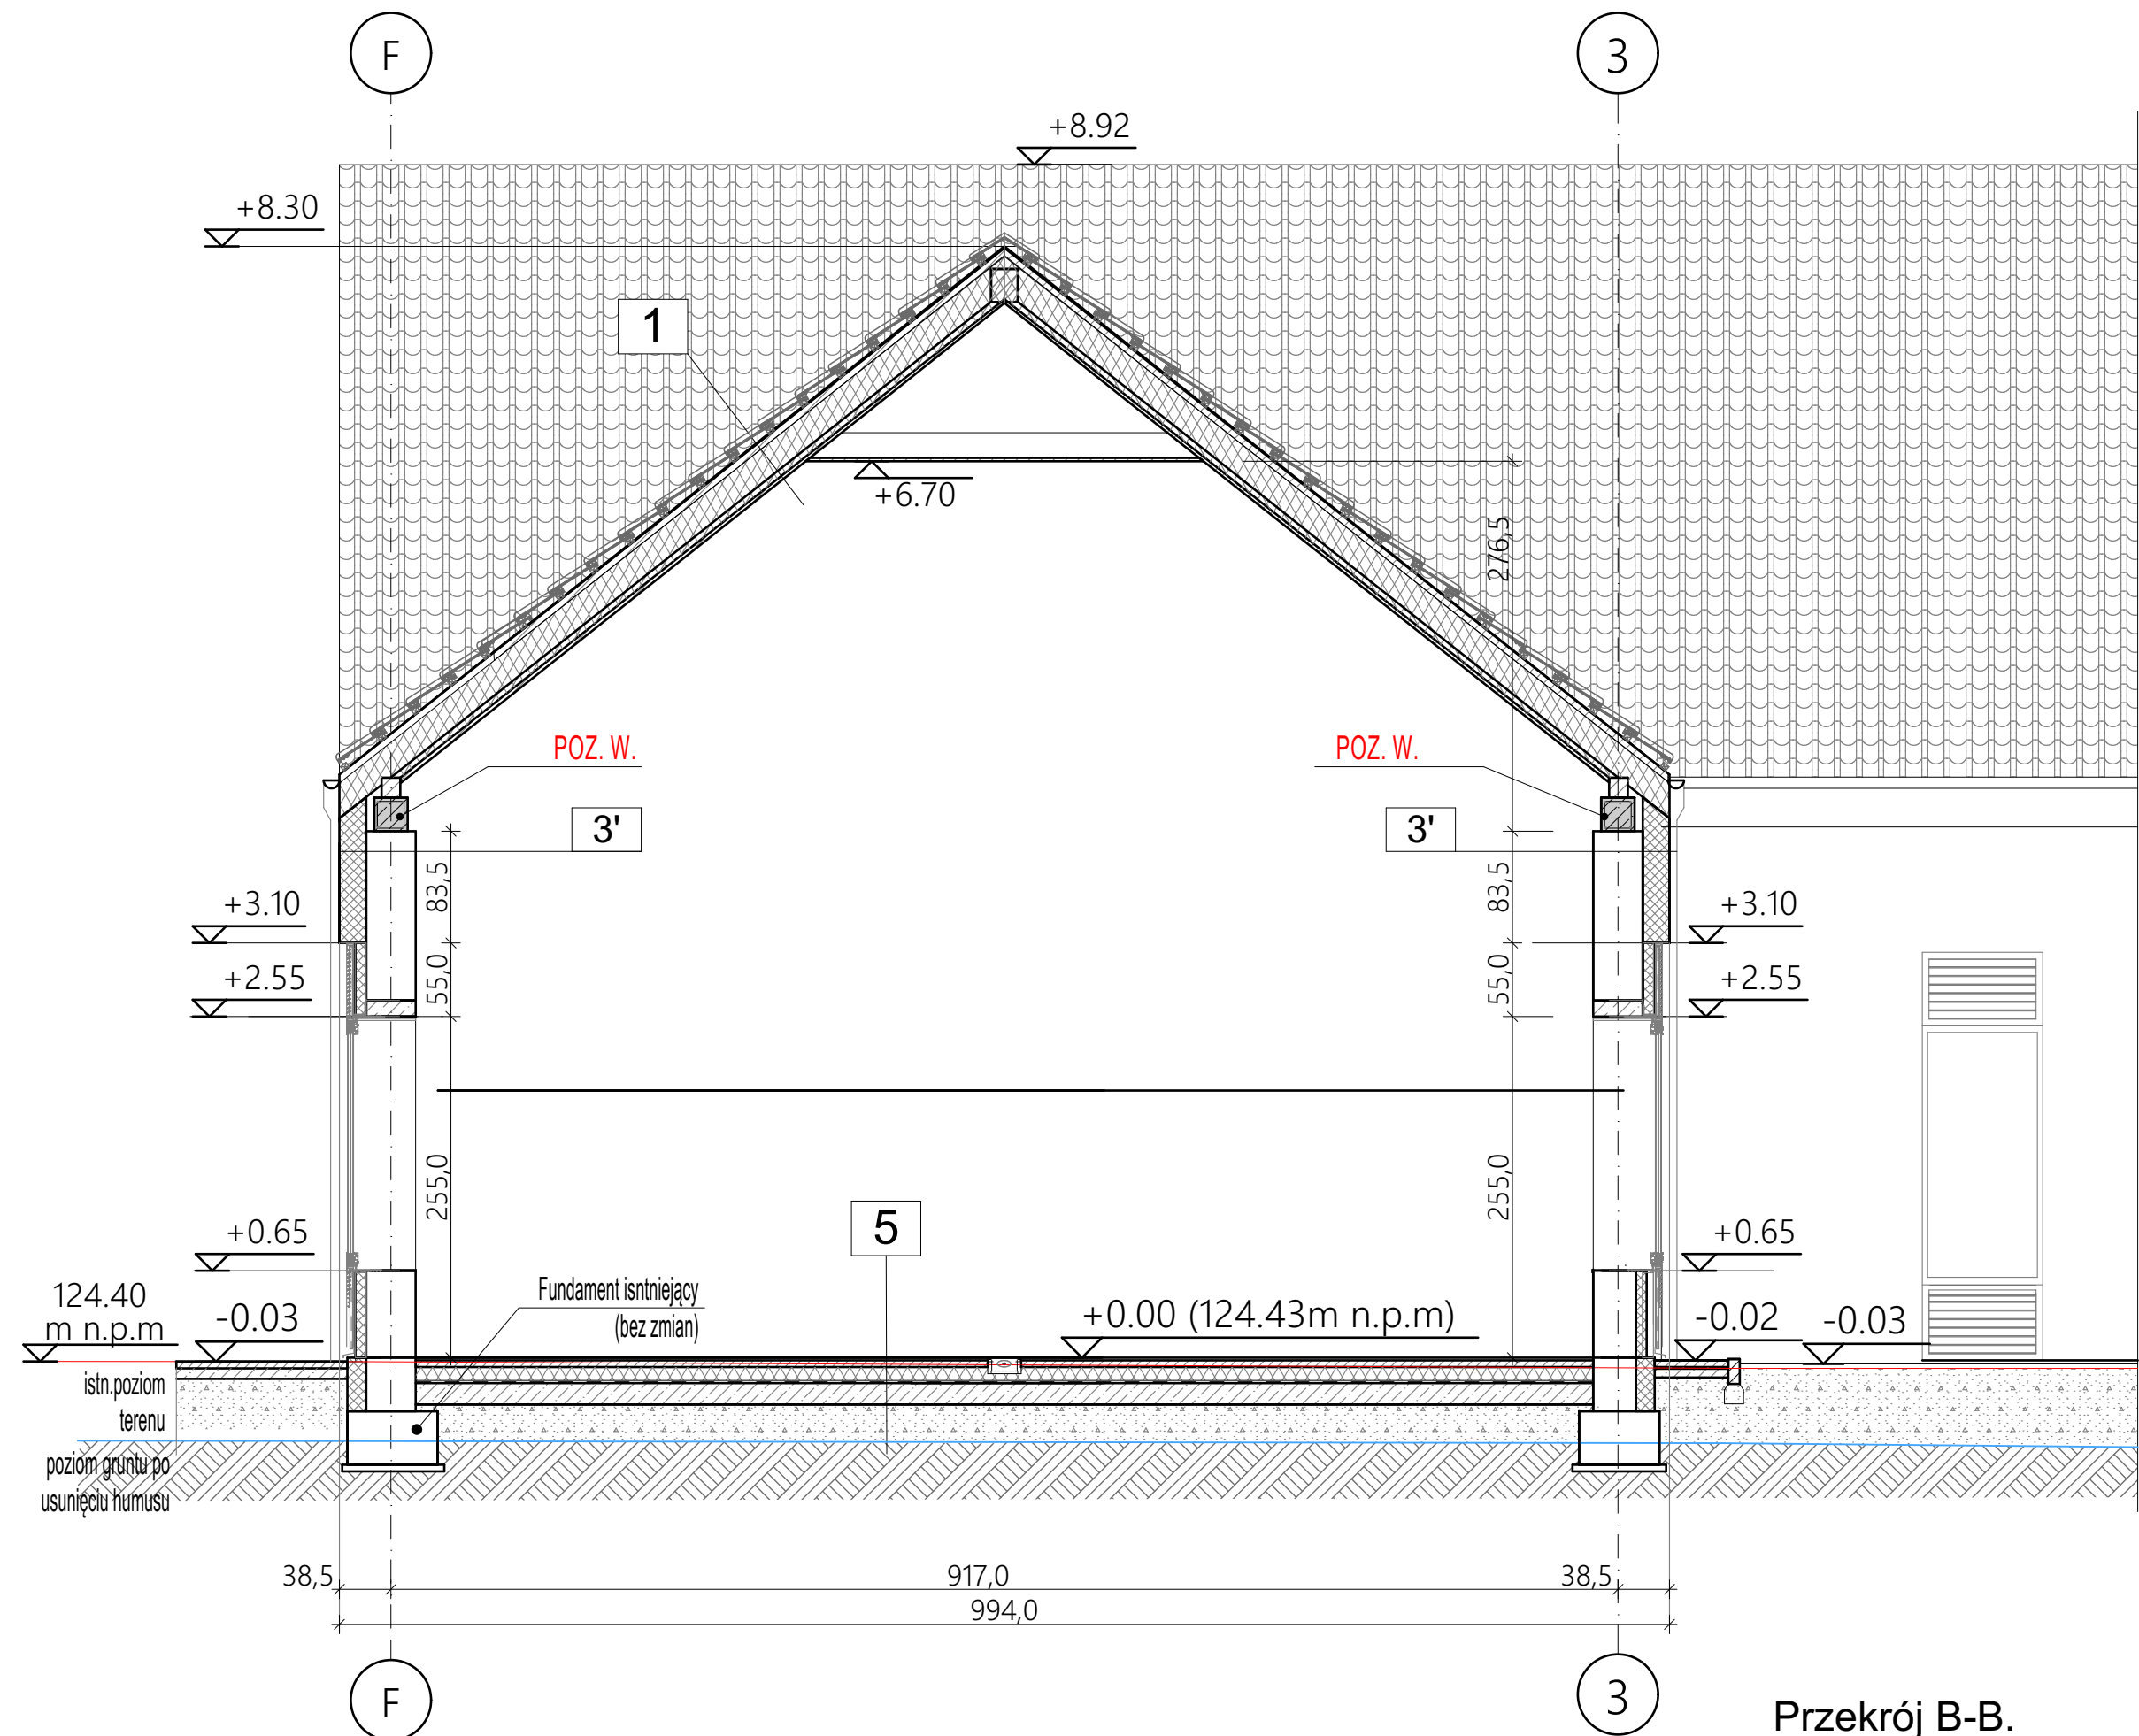 F
3
+8.92
+8.30
1
+6.70
276,5
POZ. W.
POZ. W.
3'
3'
83,5
83,5
+3.10
+3.10
55,0
55,0
+2.55
+2.55
255,0
255,0
5
+0.65
+0.65
124.40
m n.p.m
-0.03
Fundament isntniejący
(bez zmian)
+0.00 (124.43m n.p.m)
-0.02
-0.03
istn.poziom
terenu
poziom gruntu po
usunięciu humusu
38,5
917,0
38,5
994,0
F
3
Przekrój B-B.